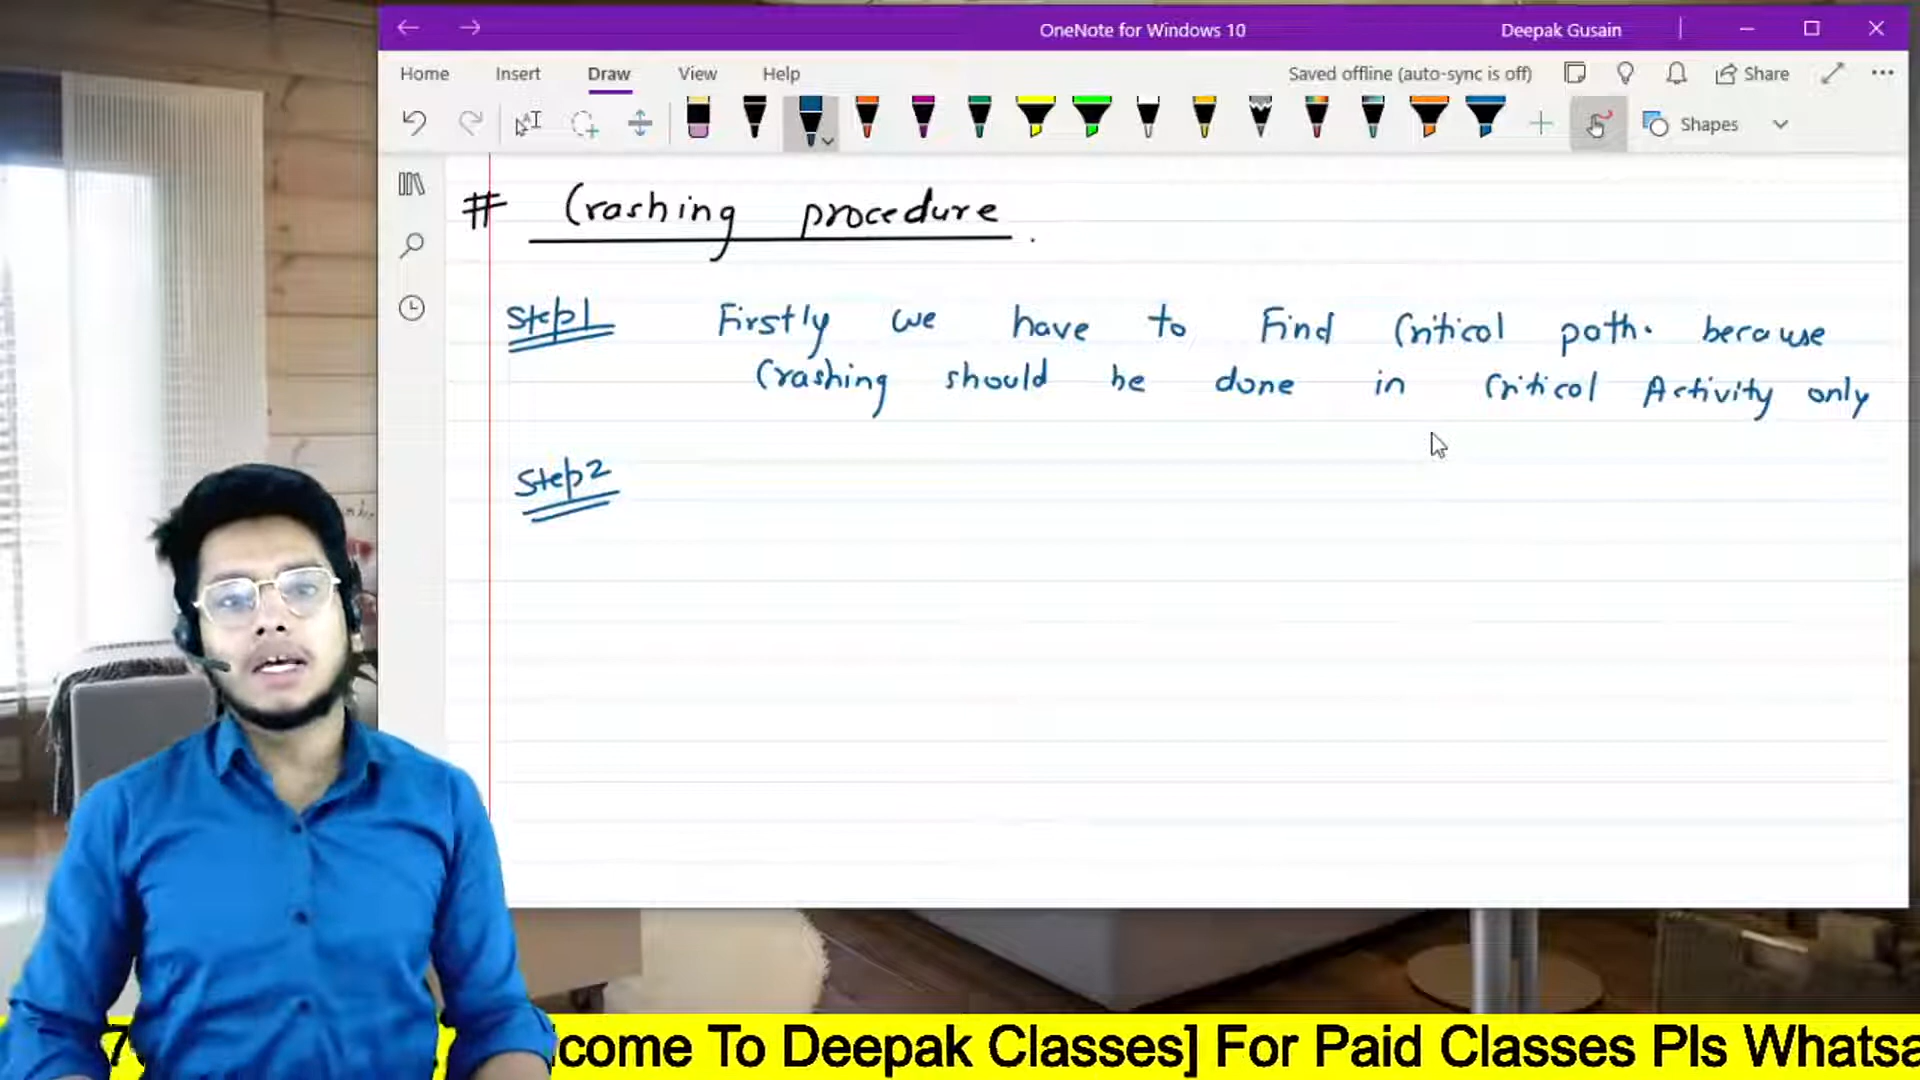 OneNote for Windows 10
Deepak Gusain
Home Insert Draw View Help
Saved offline (auto-sync is off)
Share
Shapes
# Crashing procedure.
Step1 Firstly we have to Find Critical path. because
Crashing should be done in Critical Activity only
Step2
come To Deepak Classes] For Paid Classes Pls Whatsa